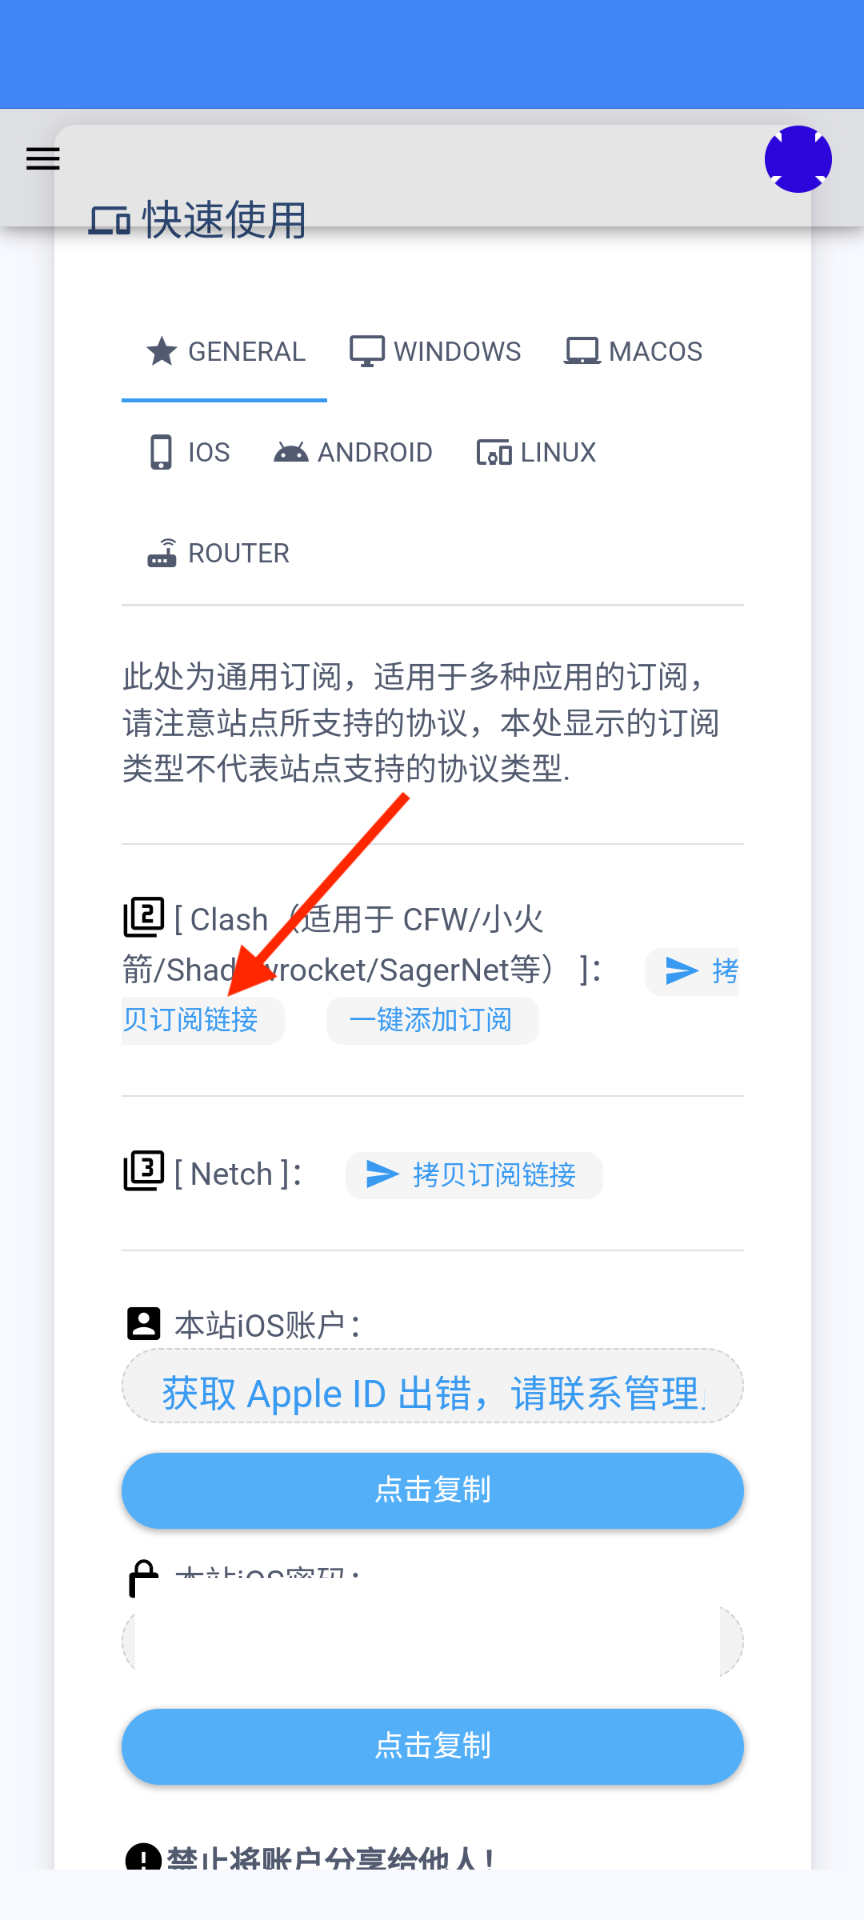 快速使用
GENERAL WINDOWS MACOS
IOS ANDROID LINUX
ROUTER
此处为通用订阅，适用于多种应用的订阅，
请注意站点所支持的协议，本处显示的订阅
类型不代表站点支持的协议类型.
[ Clash（适用于 CFW/小火
箭/Shadowrocket/SagerNet等） ]： 拷
贝订阅链接 一键添加订阅
[ Netch ]： 拷贝订阅链接
本站iOS账户：
获取 Apple ID 出错，请联系管理
点击复制
本站iOS密码：
点击复制
禁止将账户分享给他人！